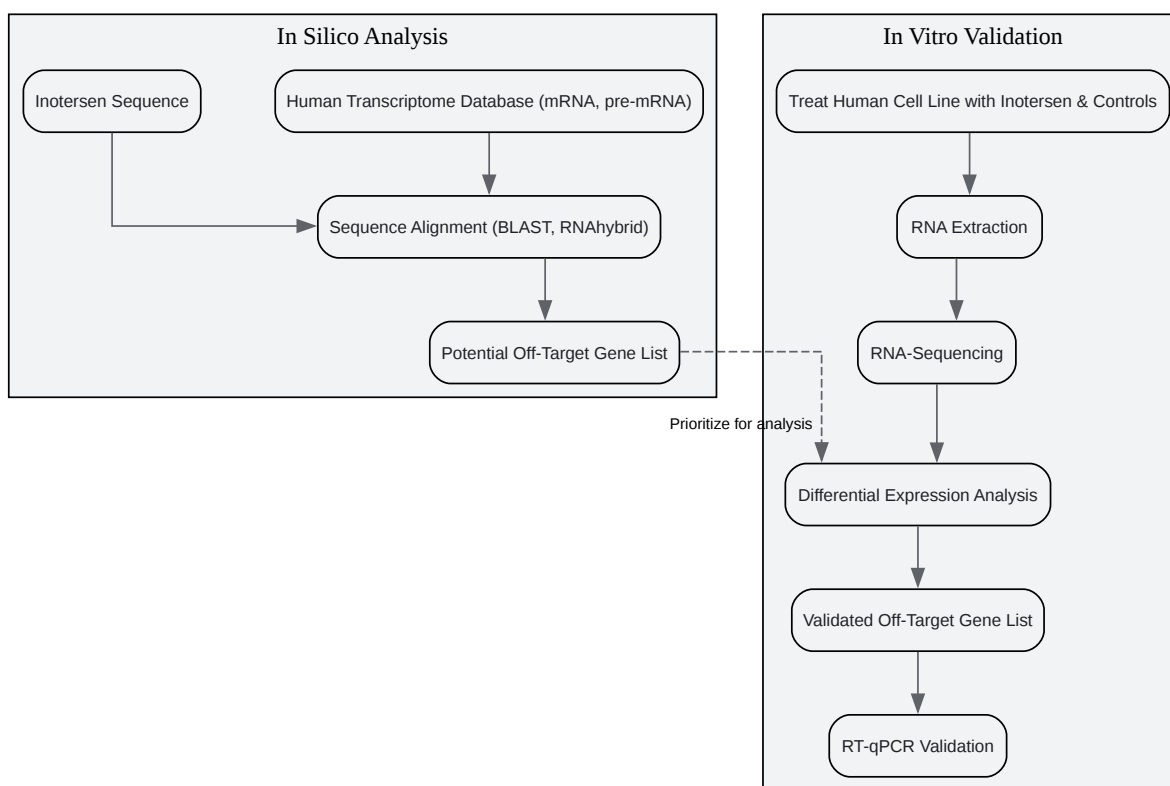 In Silico Analysis
Inotersen Sequence
Human Transcriptome Database (mRNA, pre-mRNA)
Sequence Alignment (BLAST, RNAhybrid)
Potential Off-Target Gene List
Prioritize for analysis
In Vitro Validation
Treat Human Cell Line with Inotersen & Controls
RNA Extraction
RNA-Sequencing
Differential Expression Analysis
Validated Off-Target Gene List
RT-qPCR Validation